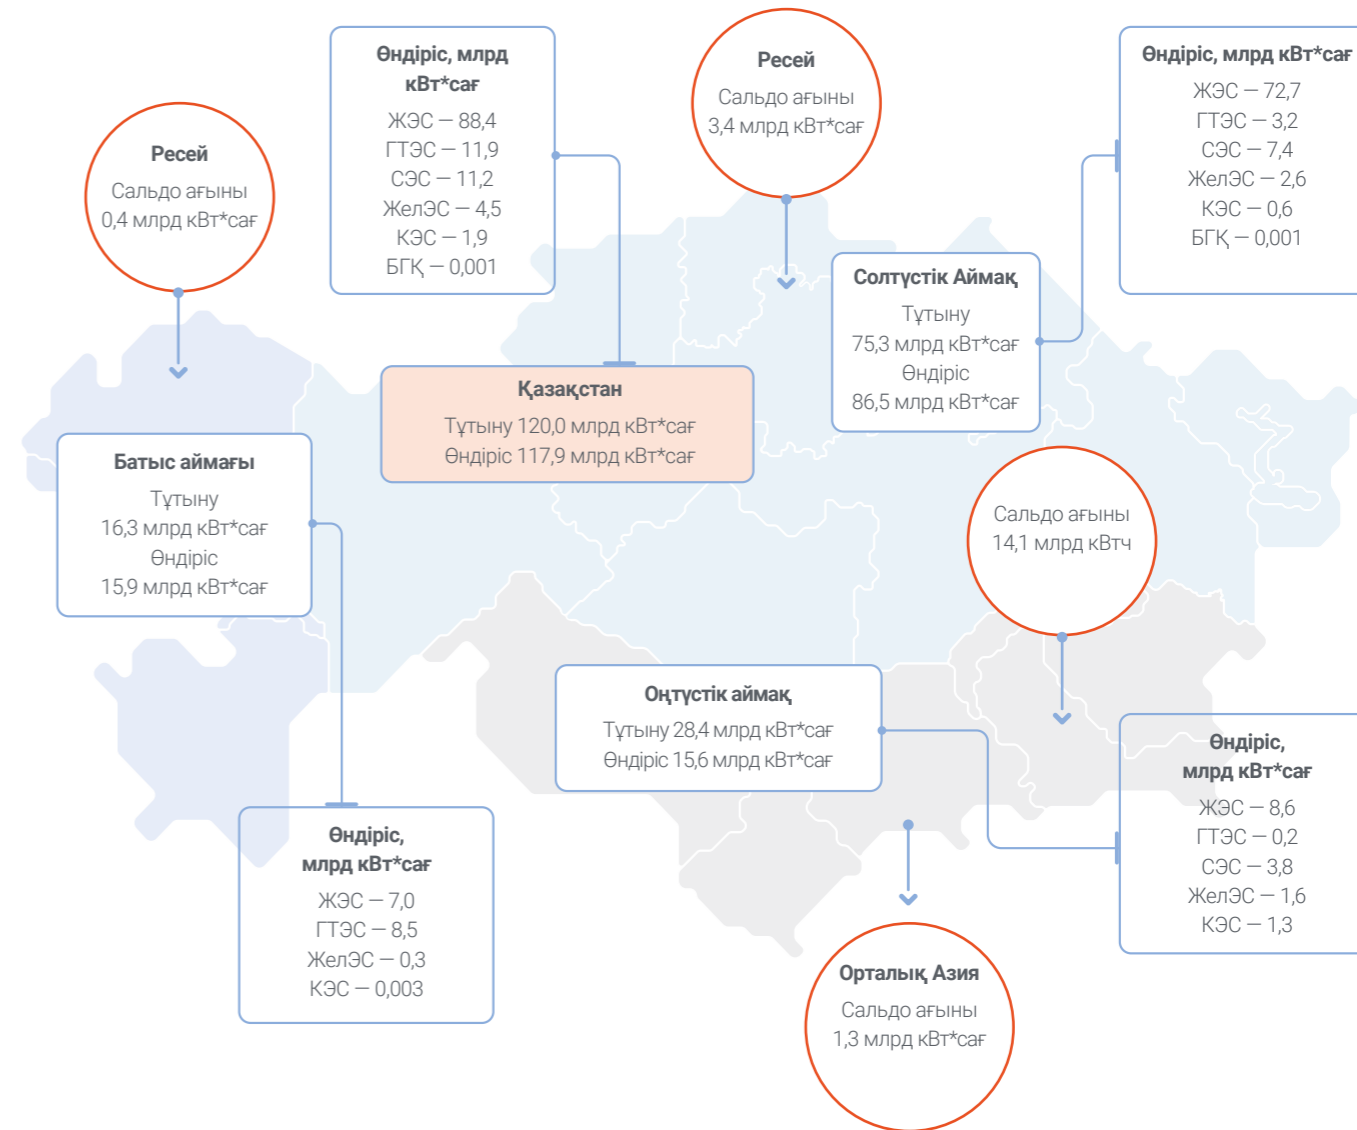 Өндіріс, млрд
кВт*сағ
ЖЭС — 88,4
ГТЭС — 11,9
СЭС — 11,2
ЖелЭС — 4,5
КЭС — 1,9
БГҚ — 0,001
Ресей
Сальдо ағыны
3,4 млрд кВт*сағ
Өндіріс, млрд кВт*сағ
ЖЭС — 72,7
ГТЭС — 3,2
СЭС — 7,4
ЖелЭС — 2,6
КЭС — 0,6
БГҚ — 0,001
Ресей
Сальдо ағыны
0,4 млрд кВт*сағ
Солтүстік Аймақ
Тұтыну
75,3 млрд кВт*сағ
Өндіріс
86,5 млрд кВт*сағ
Қазақстан
Тұтыну 120,0 млрд кВт*сағ
Өндіріс 117,9 млрд кВт*сағ
Батыс аймағы
Тұтыну
16,3 млрд кВт*сағ
Өндіріс
15,9 млрд кВт*сағ
Сальдо ағыны
14,1 млрд кВтч
Оңтүстік аймақ
Тұтыну 28,4 млрд кВт*сағ
Өндіріс 15,6 млрд кВт*сағ
Өндіріс,
млрд кВт*сағ
ЖЭС — 8,6
ГТЭС — 0,2
СЭС — 3,8
ЖелЭС — 1,6
КЭС — 1,3
Өндіріс,
млрд кВт*сағ
ЖЭС — 7,0
ГТЭС — 8,5
ЖелЭС — 0,3
КЭС — 0,003
Орталық Азия
Сальдо ағыны
1,3 млрд кВт*сағ